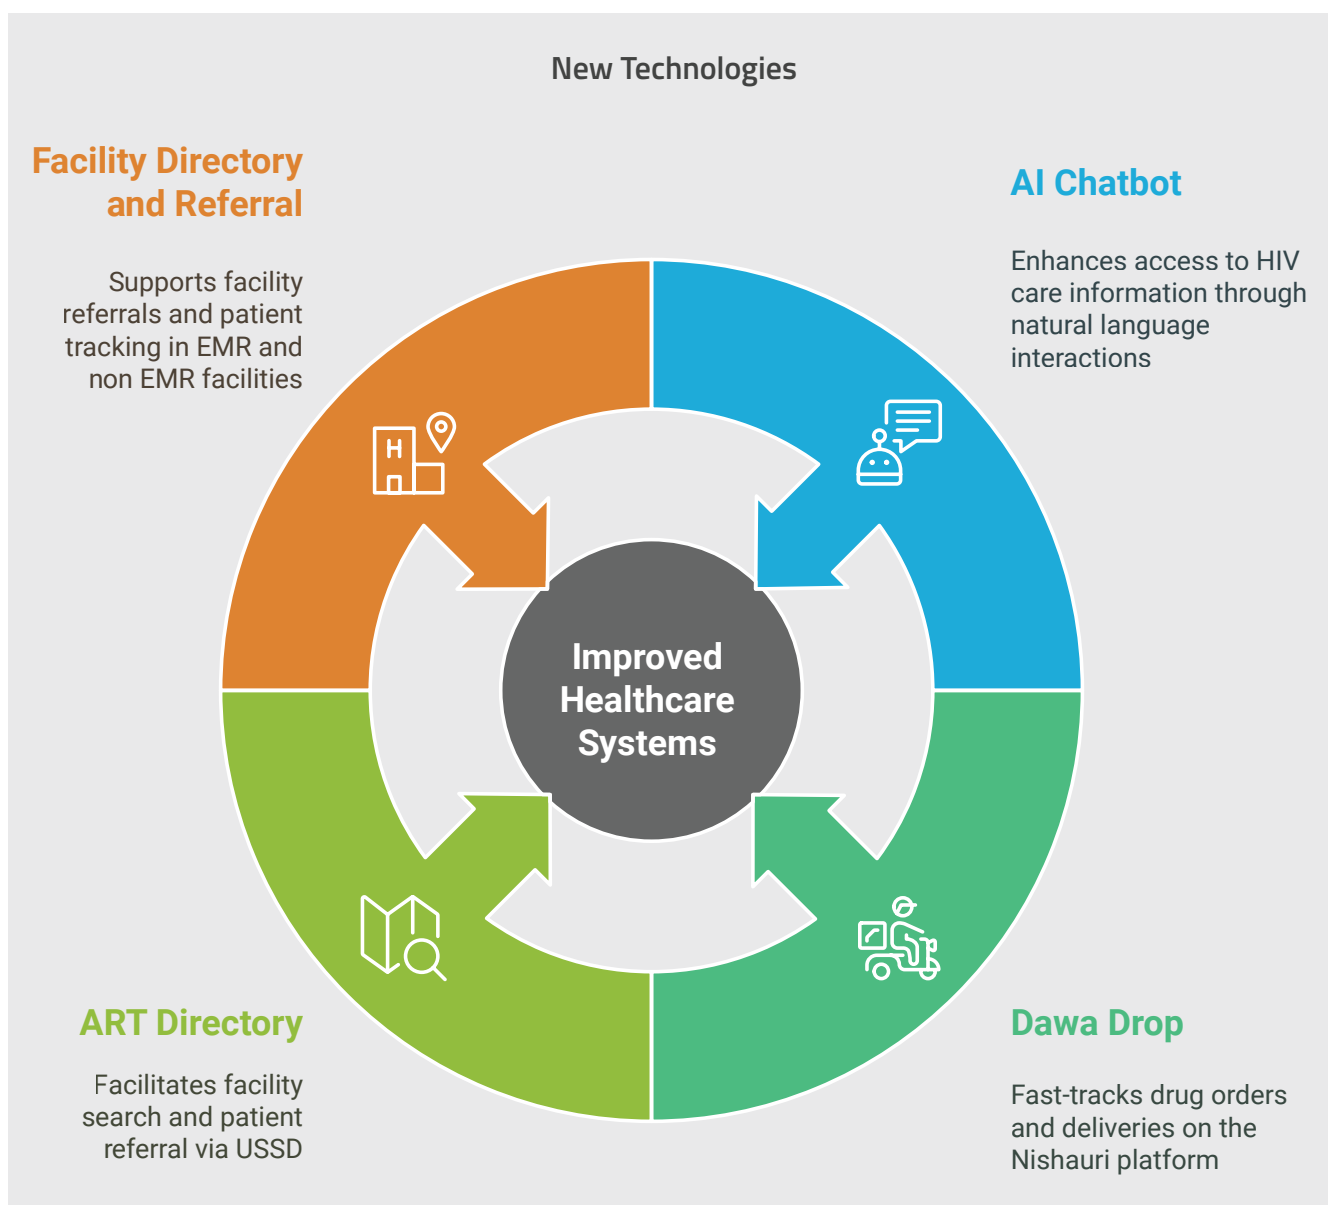 New Technologies
Facility Directory
and Referral
Supports facility
referrals and patient
tracking in EMR and
non EMR facilities
AI Chatbot
Enhances access to HIV
care information through
natural language
interactions
H
Improved
Healthcare
Systems
ART Directory
Facilitates facility
search and patient
referral via USSD
Dawa Drop
Fast-tracks drug orders
and deliveries on the
Nishauri platform